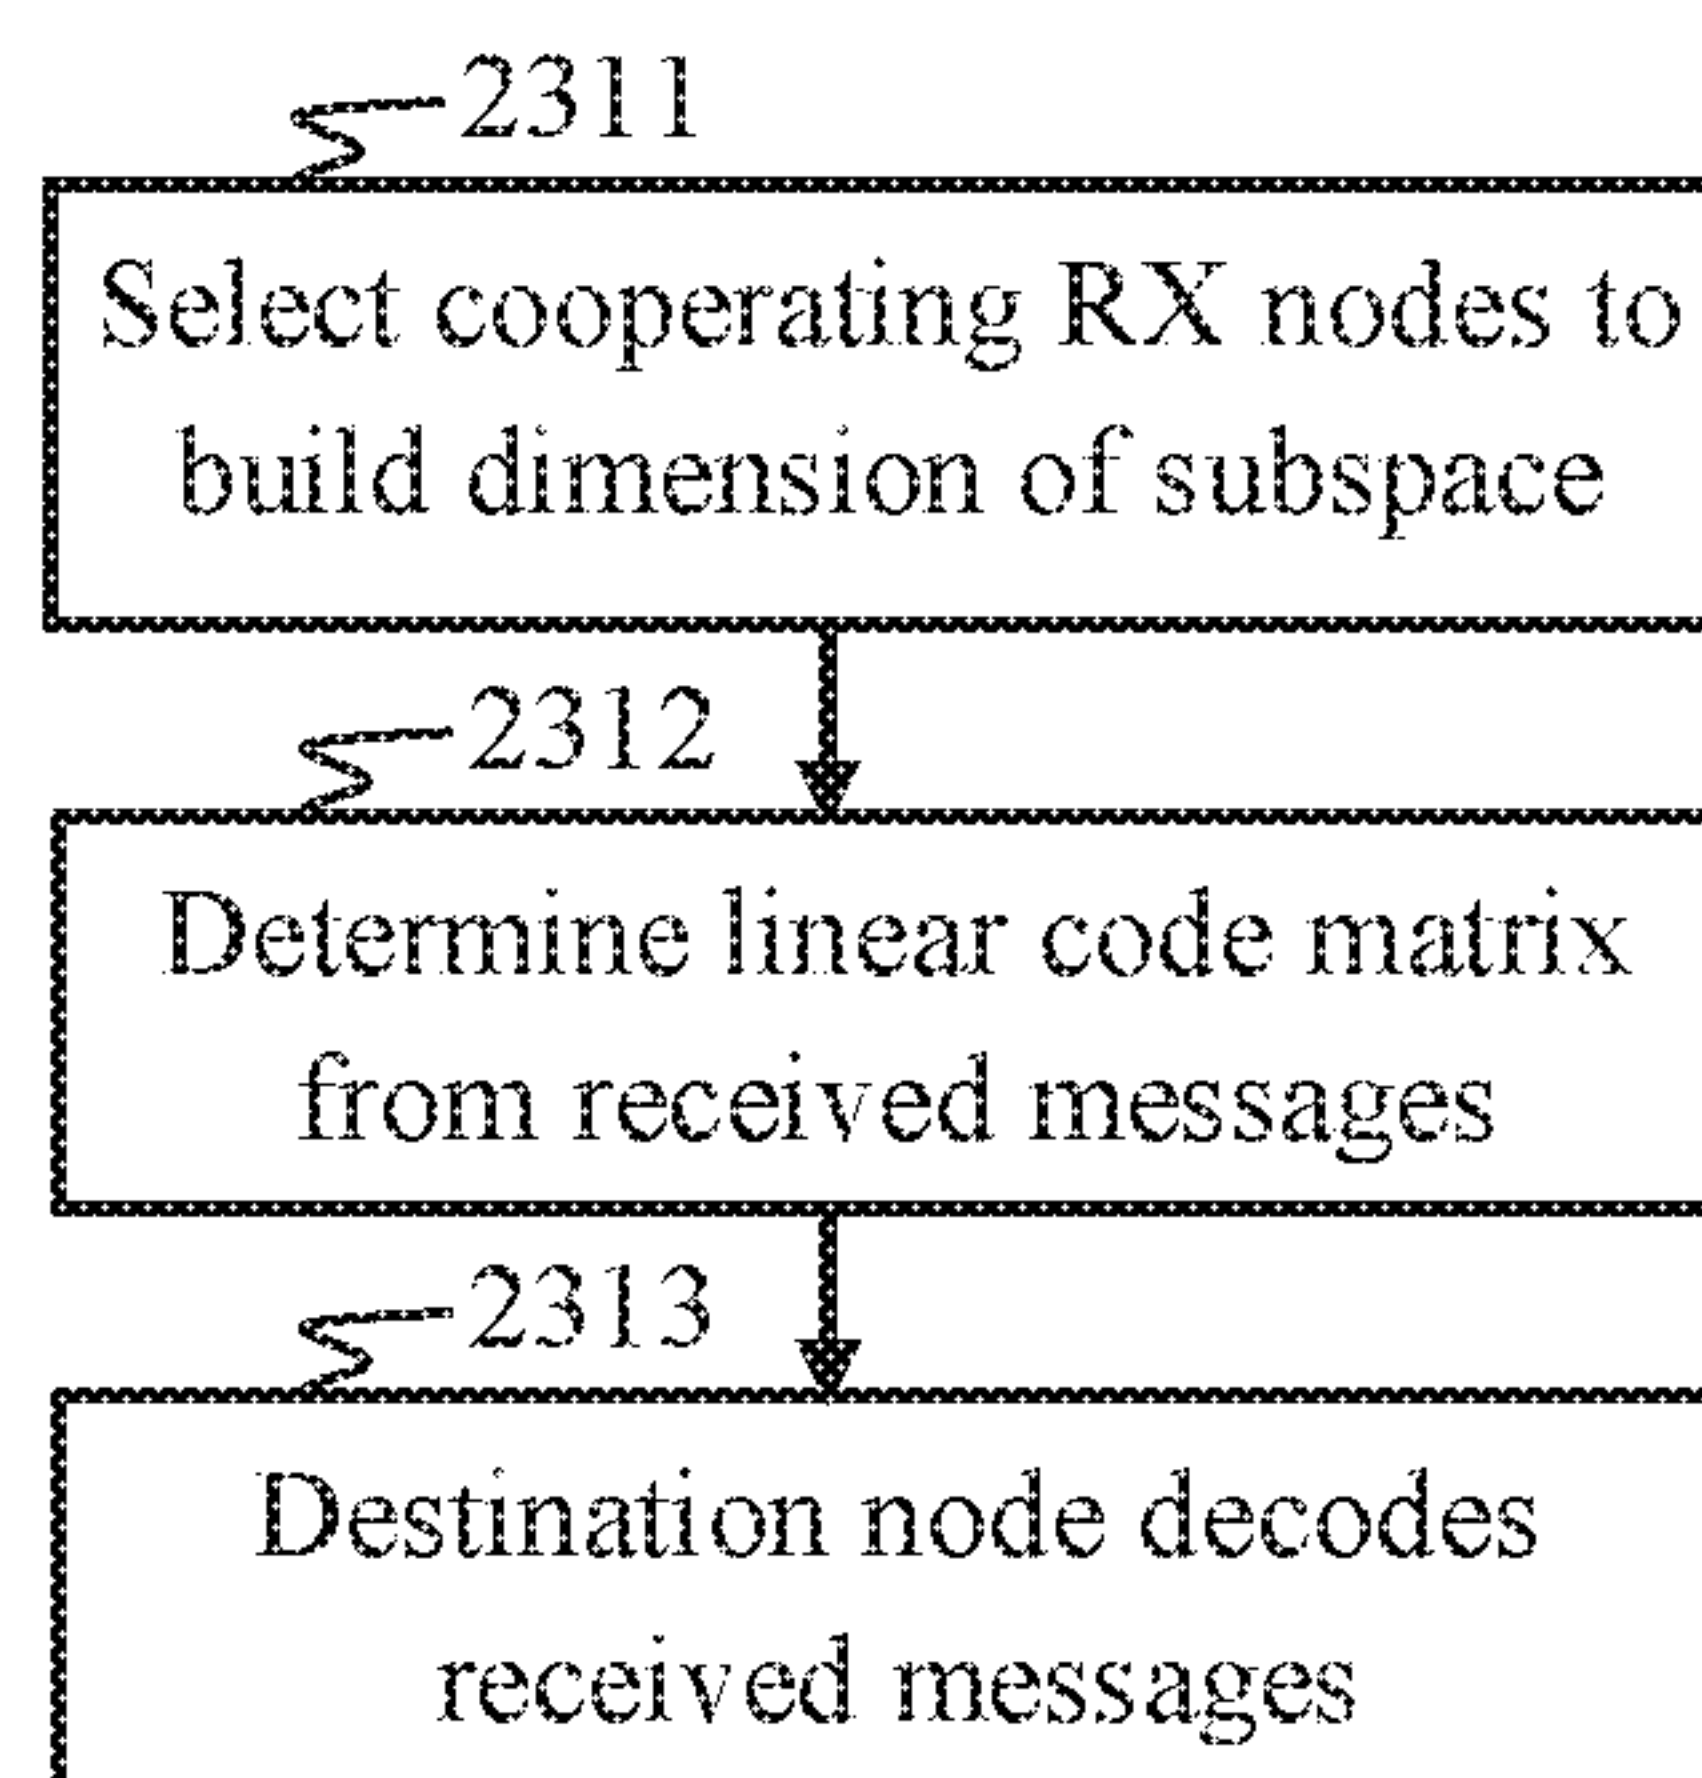 2311
Select cooperating RX nodes to
build dimension of subspace
2312
Determine linear code matrix
from received messages
2313
Destination node decodes
received messages